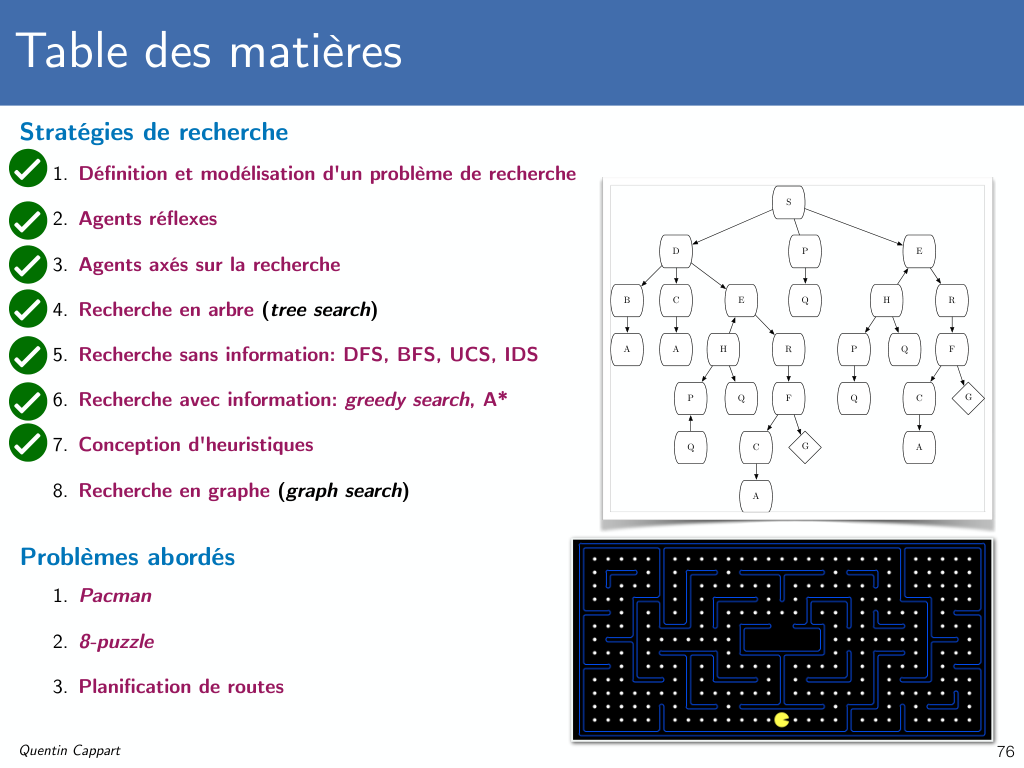 Table des matières
Stratégies de recherche
1. Définition et modélisation d'un problème de recherche
2. Agents réflexes
3. Agents axés sur la recherche
4. Recherche en arbre (tree search)
5. Recherche sans information: DFS, BFS, UCS, IDS
6. Recherche avec information: greedy search, A*
7. Conception d'heuristiques
8. Recherche en graphe (graph search)
S
D P E
B C E Q H R
A A H R P Q F
P Q F Q C G
Q C G A
A
Problèmes abordés
1. Pacman
2. 8-puzzle
3. Planification de routes
Quentin Cappart
76